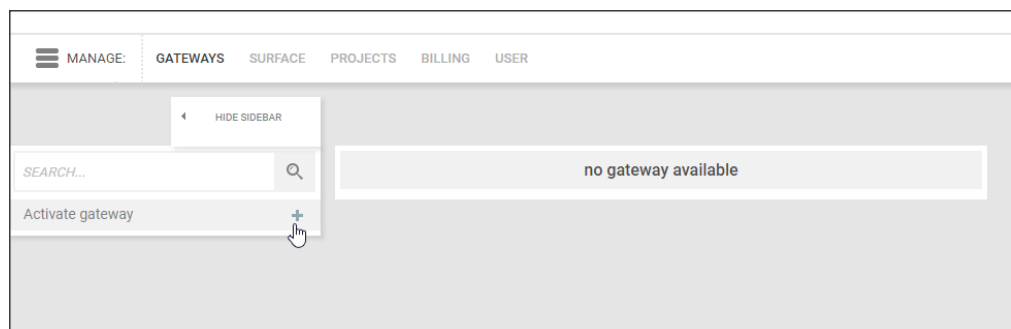 MANAGE: GATEWAYS SURFACE PROJECTS BILLING USER
HIDE SIDEBAR
SEARCH...
no gateway available
Activate gateway